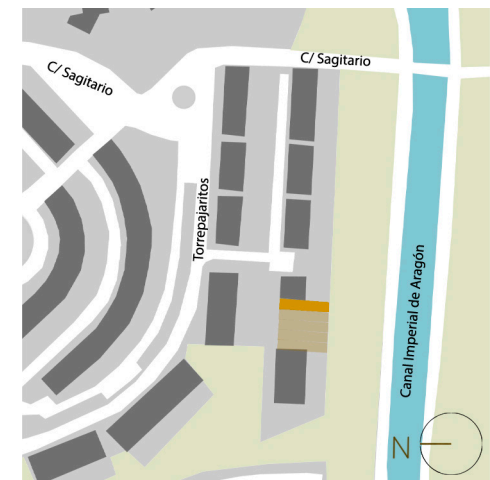 C/ Sagitario
C/ Sagitario
Torrepajaritos
Canal Imperial de Aragón
N